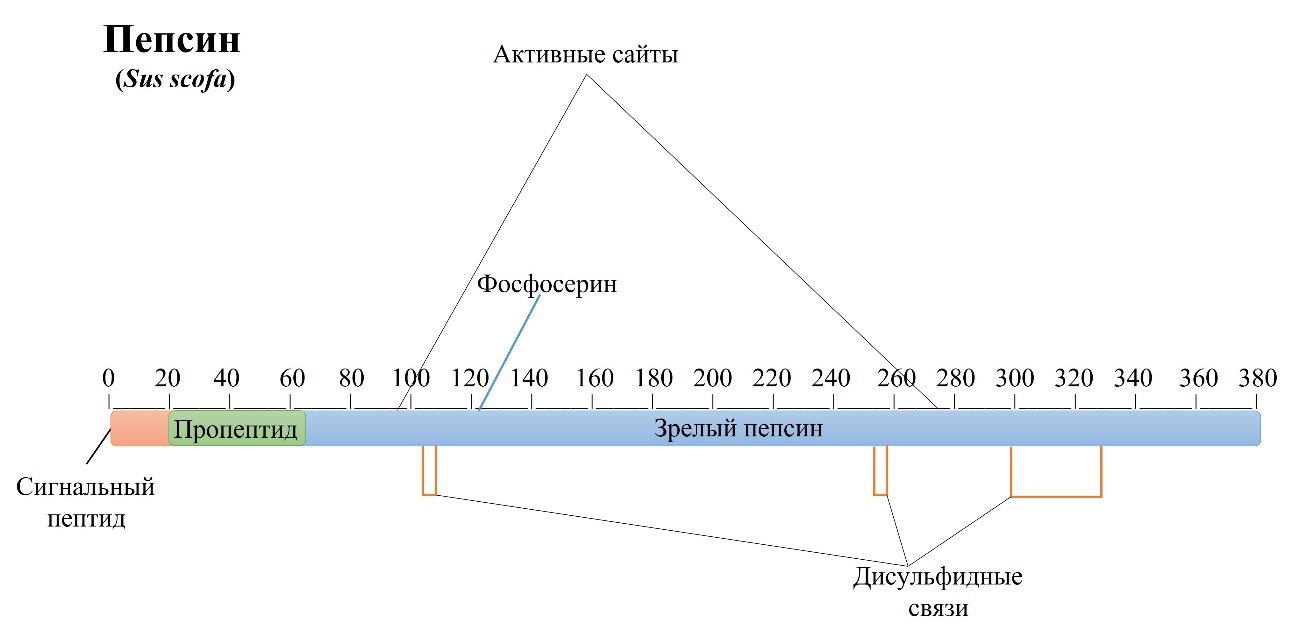 Пепсин
(Sus scofa)
Активные сайты
Фосфосерин
0 20 40 60 80 100 120 140 160 180 200 220 240 260 280 300 320 340 360 380
Пропептид
Зрелый пепсин
Сигнальный
пептид
Дисульфидные
связи